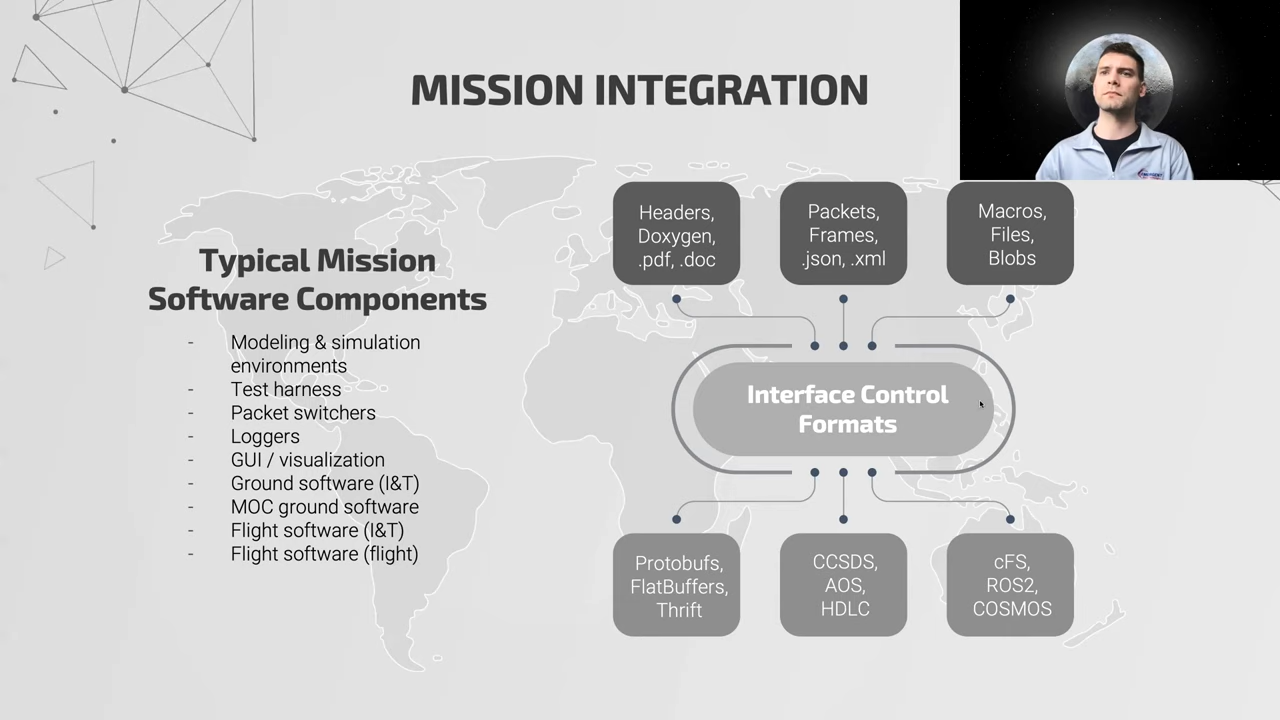 MISSION INTEGRATION
Typical Mission
Software Components
- Modeling & simulation
environments
- Test harness
- Packet switchers
- Loggers
- GUI / visualization
- Ground software (I&T)
- MOC ground software
- Flight software (I&T)
- Flight software (flight)
Headers,
Doxygen,
.pdf, .doc
Packets,
Frames,
.json, .xml
Macros,
Files,
Blobs
Interface Control
Formats
Protobufs,
FlatBuffers,
Thrift
CCSDS,
AOS,
HDLC
cFS,
ROS2,
COSMOS